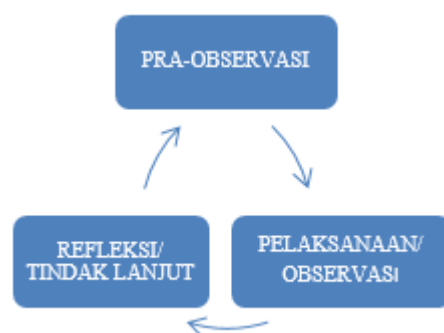 PRA-OBSERVASI
PELAKSANAAN/
OBSERVASI
REFLEKSI/
TINDAK LANJUT